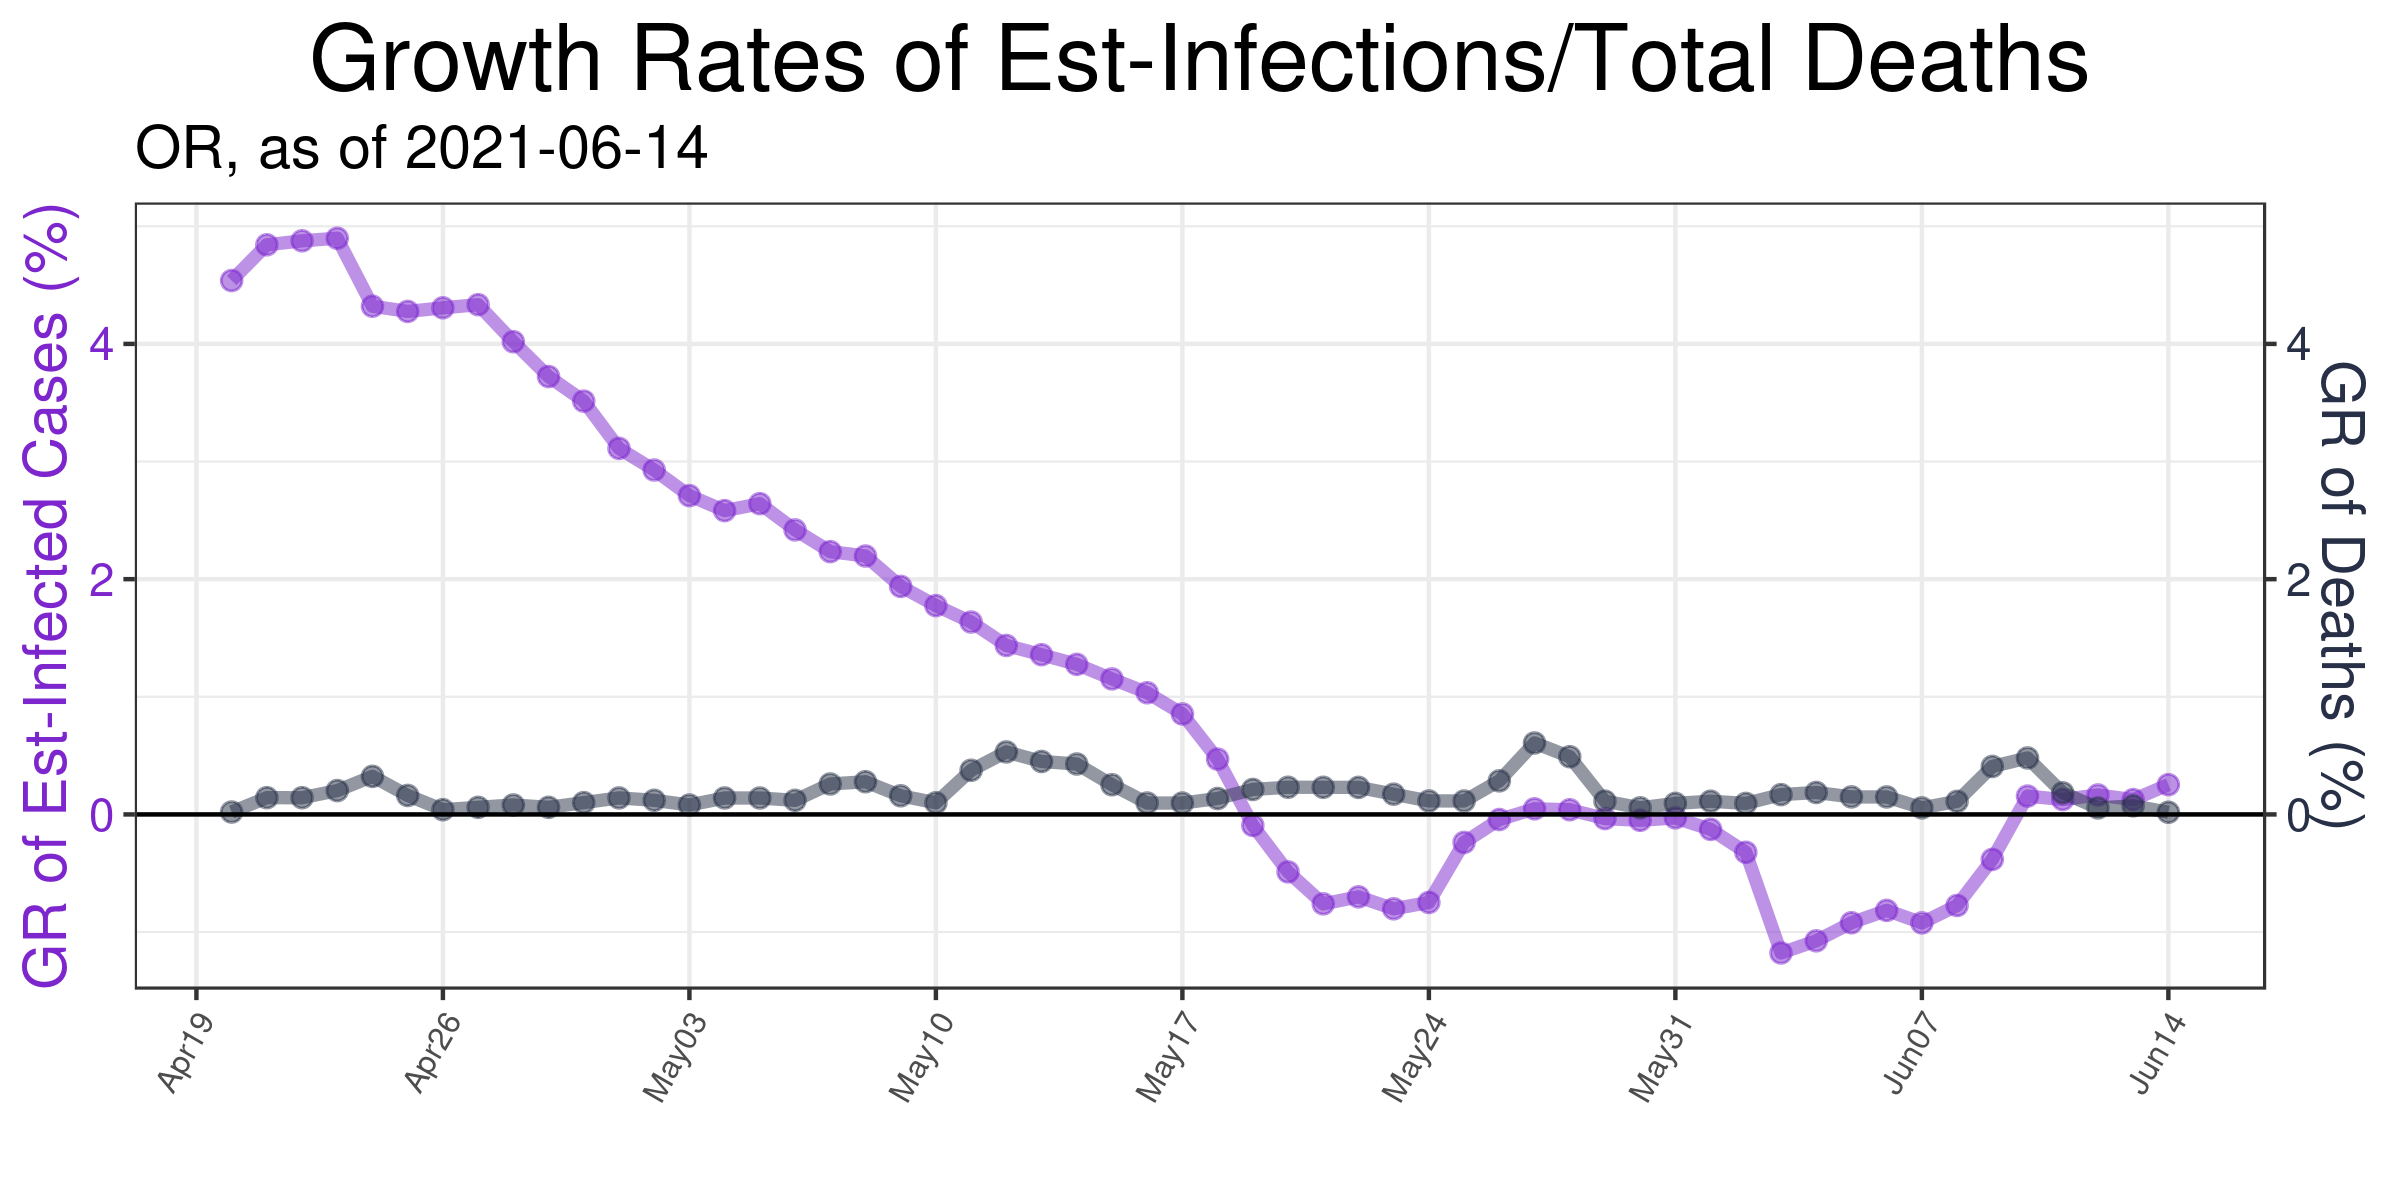 Growth Rates of Est-Infections/Total Deaths
OR, as of 2021-06-14
GR of Est-Infected Cases (%)
4
2
0
4
2
0
GR of Deaths (%)
Apr19
Apr26
May03
May10
May17
May24
May31
Jun07
Jun14